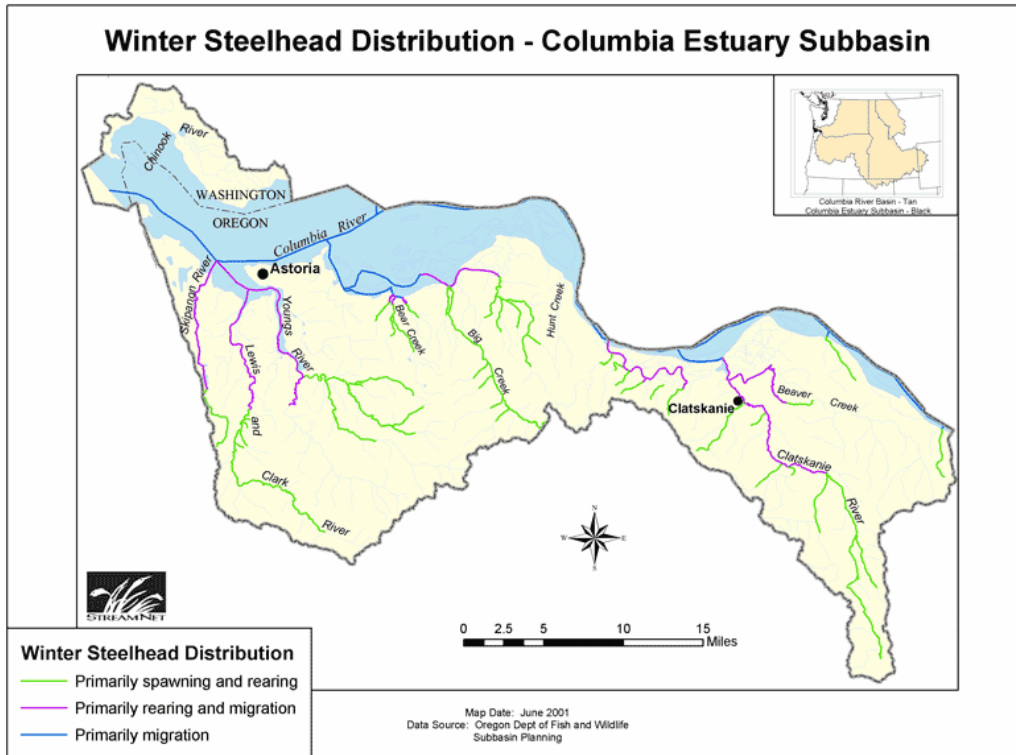 Winter Steelhead Distribution - Columbia Estuary Subbasin
Columbia River Basin - Tan
Columbia Estuary Subbasin - Black
Chinook River
WASHINGTON
OREGON
Columbia River
Astoria
Skipanon River
Youngs River
Lewis and Clark River
Bear Creek
Big Creek
Hunt Creek
Clatskanie
Beaver Creek
Clatskanie River
N
W E
S
STREAMNET
0 2.5 5 10 15
Miles
Winter Steelhead Distribution
Primarily spawning and rearing
Primarily rearing and migration
Primarily migration
Map Date: June 2001
Data Source: Oregon Dept of Fish and Wildlife
Subbasin Planning